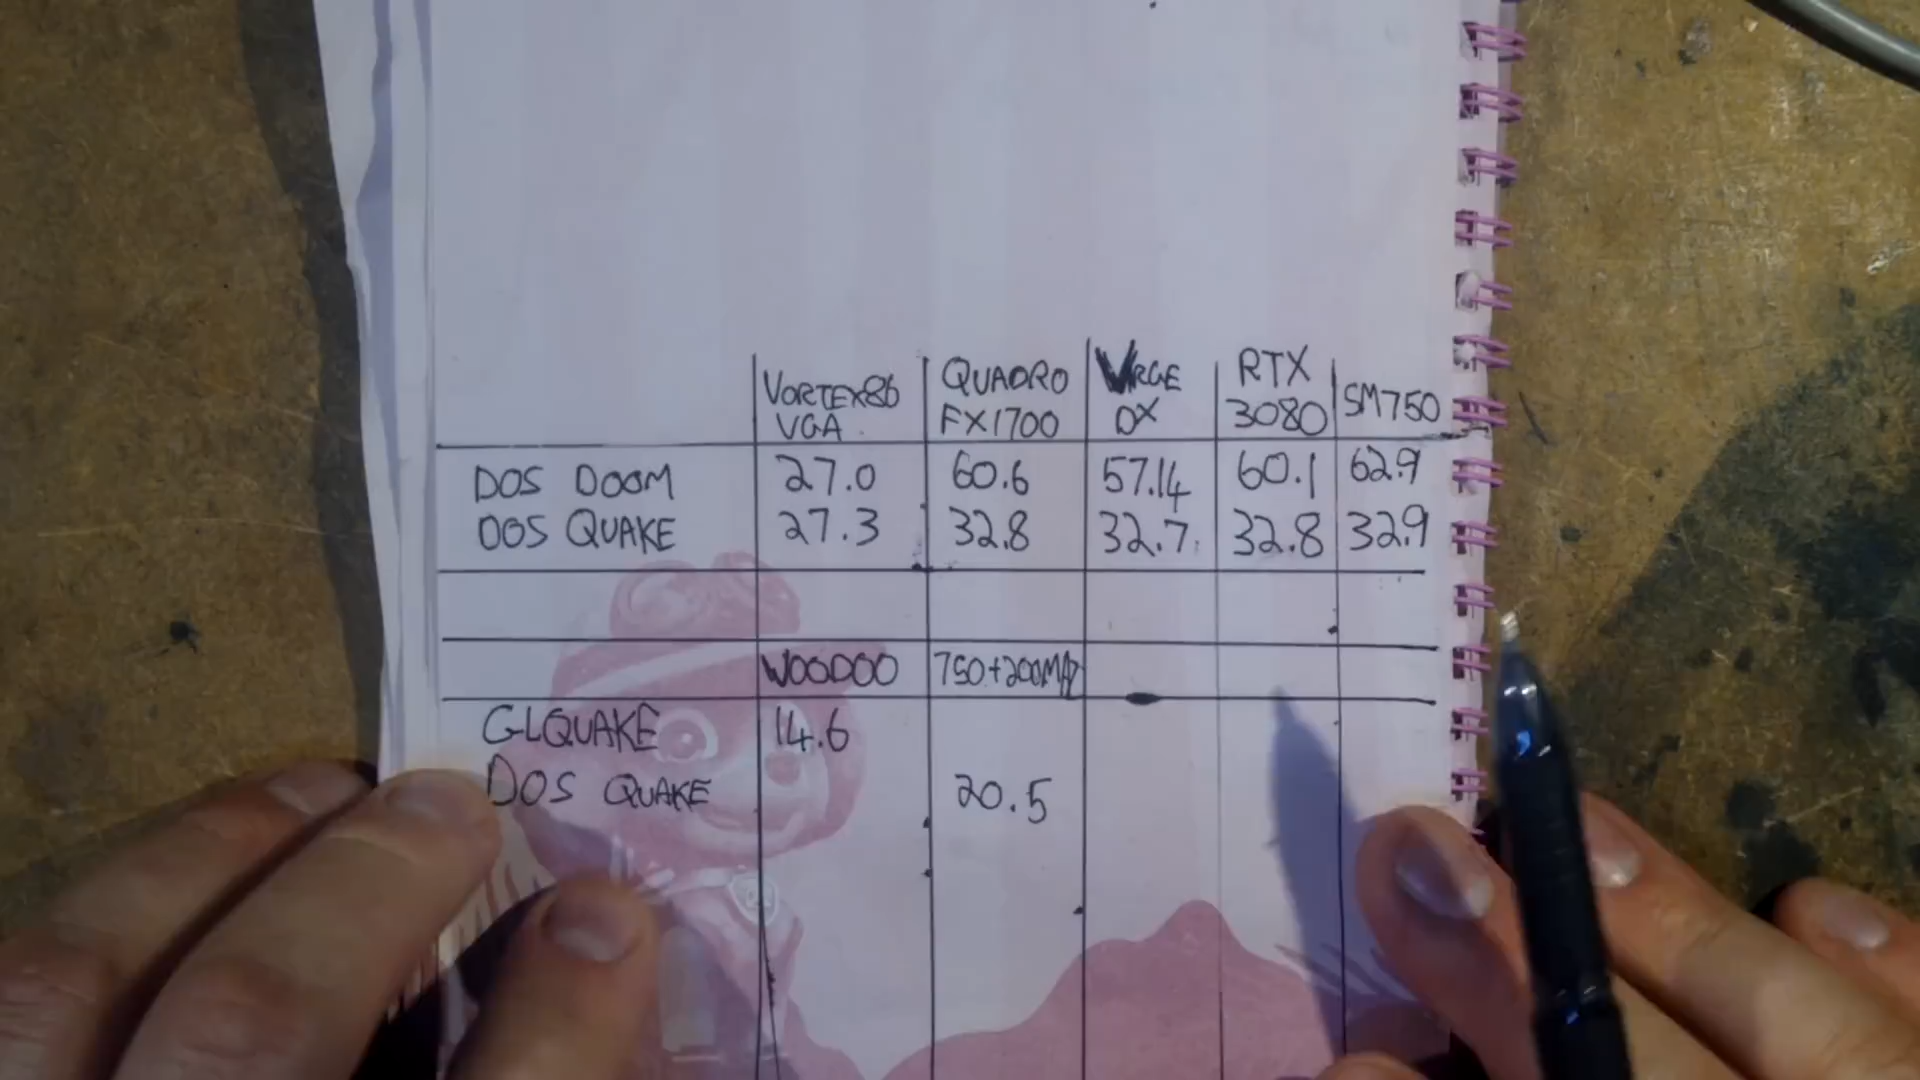 VORTEX86 VGA QUADRO FX1700 VRGE DX RTX 3080 SM750
DOS DOOM 27.0 60.6 57.14 60.1 62.9
DOS QUAKE 27.3 32.8 32.7 32.8 32.9
WOODOO 750+200MHZ
GLQUAKE 14.6
DOS QUAKE 20.5